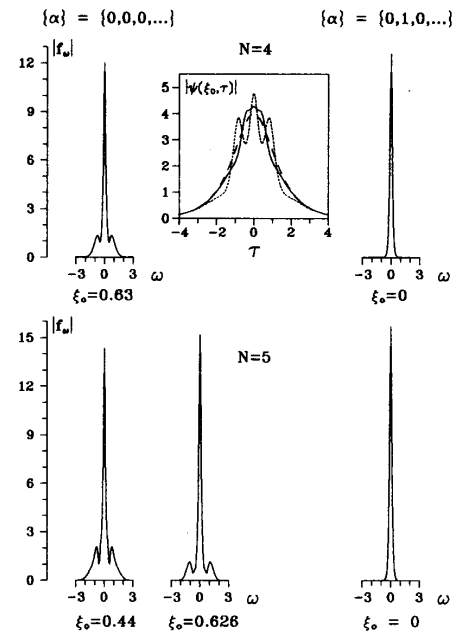 {α} = {0,0,0,...}
{α} = {0,1,0,...}
|f_ω|
N=4
12
9
6
3
0
−3 0 3 ω
ξ₀=0.63
|ψ(ξ₀,τ)|
5
4
3
2
1
0
−4 −2 0 2 4
τ
−3 0 3 ω
ξ₀=0
|f_ω|
N=5
15
12
9
6
3
0
−3 0 3
−3 0 3 ω
−3 0 3 ω
ξ₀=0.44
ξ₀=0.626
ξ₀ = 0